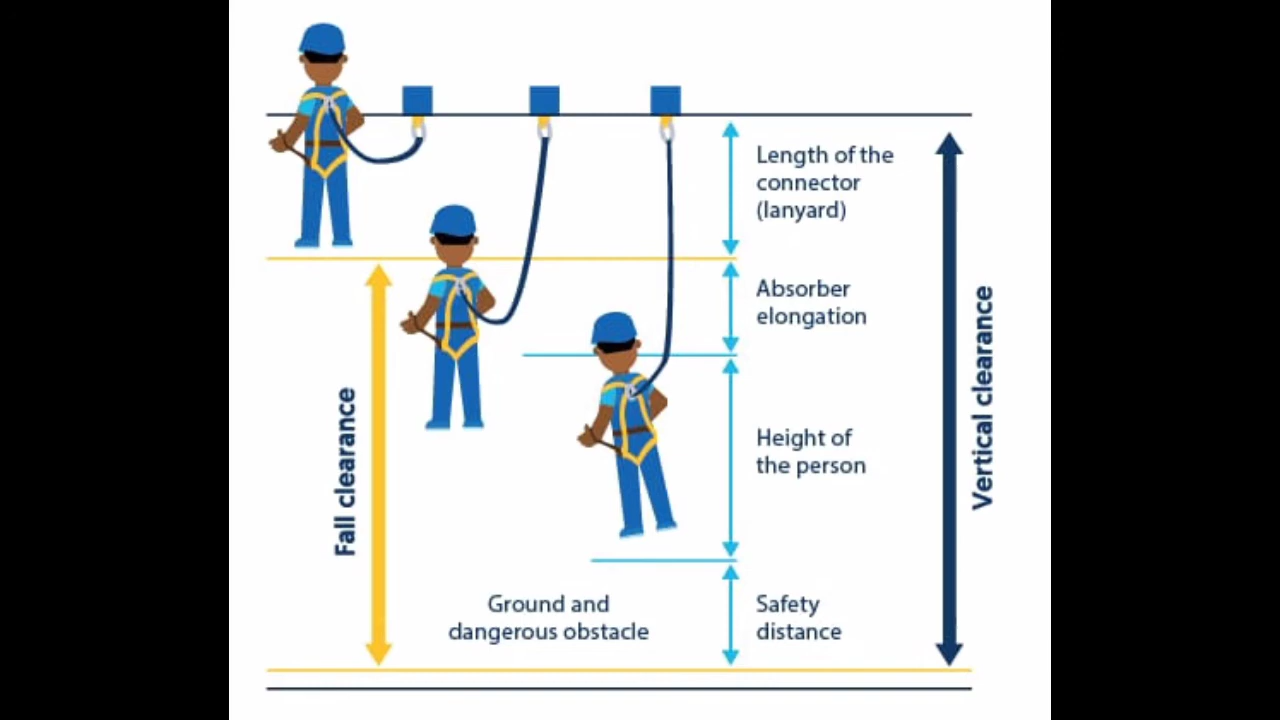 Length of the
connector
(lanyard)
Absorber
elongation
Height of
the person
Safety
distance
Ground and
dangerous obstacle
Fall clearance
Vertical clearance